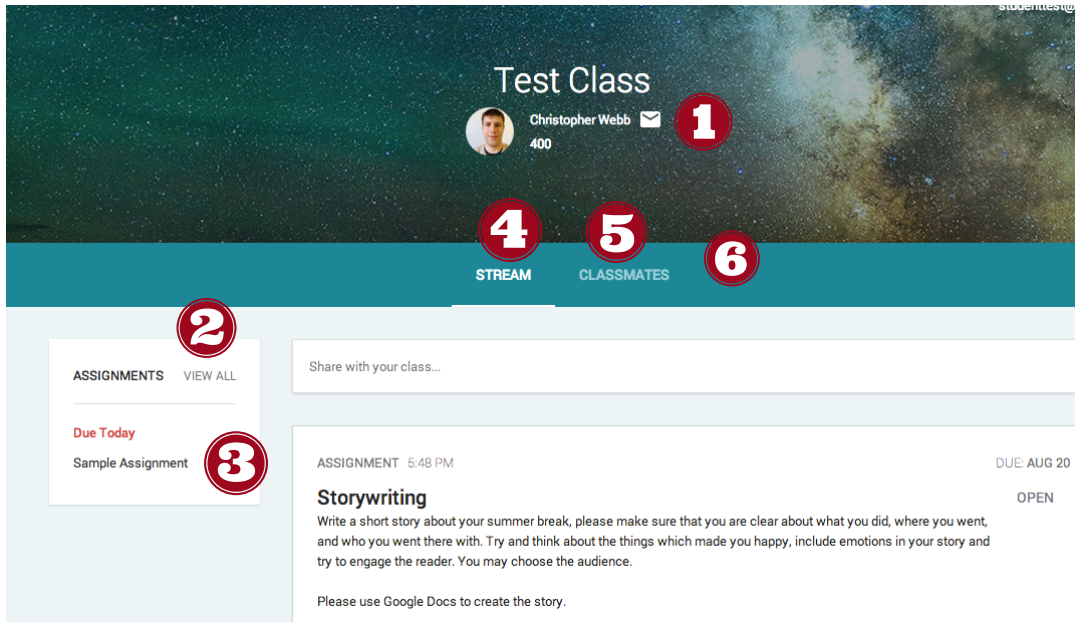 studenttest@
Test Class
Christopher Webb
1
400
4
5
6
STREAM
CLASSMATES
2
ASSIGNMENTS VIEW ALL
Share with your class...
Due Today
Sample Assignment
3
ASSIGNMENT 5:48 PM
DUE: AUG 20
Storywriting
OPEN
Write a short story about your summer break, please make sure that you are clear about what you did, where you went,
and who you went there with. Try and think about the things which made you happy, include emotions in your story and
try to engage the reader. You may choose the audience.
Please use Google Docs to create the story.